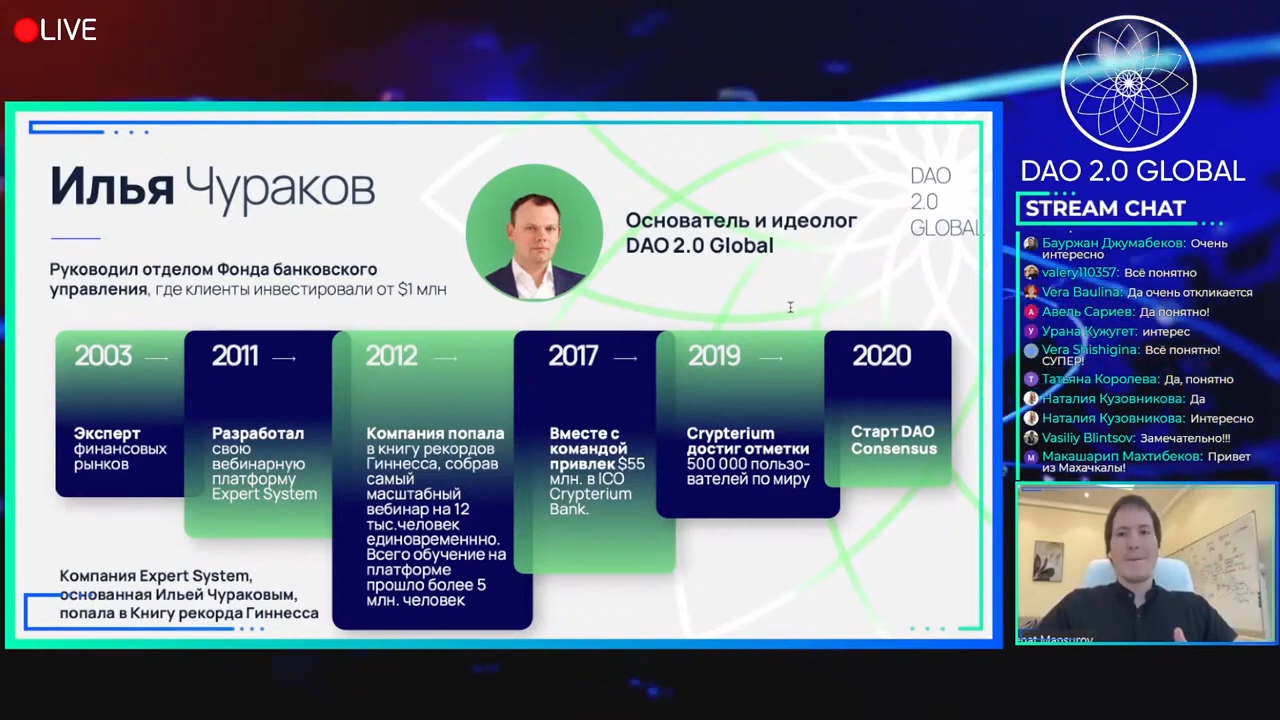 LIVE
Илья Чураков
Основатель и идеолог
DAO 2.0 Global
DAO
2.0
GLOBAL
Руководил отделом Фонда банковского
управления, где клиенты инвестировали от $1 млн
2003
Эксперт
финансовых
рынков
2011
Разработал
свою
вебинарную
платформу
Expert System
2012
Компания попала
в книгу рекордов
Гиннесса, собрав
самый
масштабный
вебинар на 12
тыс.человек
единовременнно.
Всего обучение на
платформе
прошло более 5
млн. человек
2017
Вместе с
командой
привлек $55
млн. в ICO
Crypterium
Bank.
2019
Crypterium
достиг отметки
500 000 пользо-
вателей по миру
2020
Старт DAO
Consensus
Компания Expert System,
основанная Ильей Чураковым,
попала в Книгу рекорда Гиннесса
DAO 2.0 GLOBAL
STREAM CHAT
Бауржан Джумабеков: Очень
интересно
valery110357: Всё понятно
Vera Baulina: Да очень откликается
Авель Сариев: Да понятно!
Урана Кужугет: интерес
Vera Shishigina: Всё понятно!
СУПЕР!
Татьяна Королева: Да, понятно
Наталия Кузовникова: Да
Наталия Кузовникова: Интересно
Vasiliy Blintsov: Замечательно!!!
Макашарип Махтибеков: Привет
из Махачкалы!
Mansurov